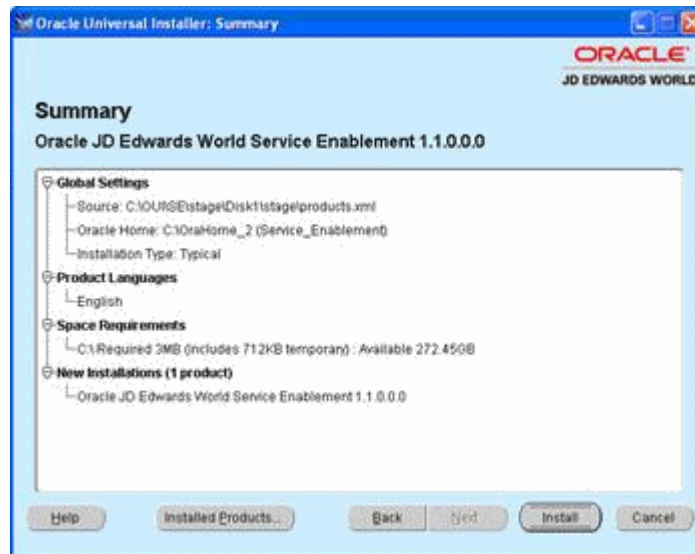 Oracle Universal Installer: Summary
ORACLE
JD EDWARDS WORLD
Summary
Oracle JD Edwards World Service Enablement 1.1.0.0.0
Global Settings
Source: C:\OUI\SE\stage\Disk1\stage\products.xml
Oracle Home: C:\OraHome_2 (Service_Enablement)
Installation Type: Typical
Product Languages
English
Space Requirements
C:\ Required 3MB (includes 712KB temporary) : Available 272.45GB
New Installations (1 product)
Oracle JD Edwards World Service Enablement 1.1.0.0.0
Help Installed Products... Back Next Install Cancel